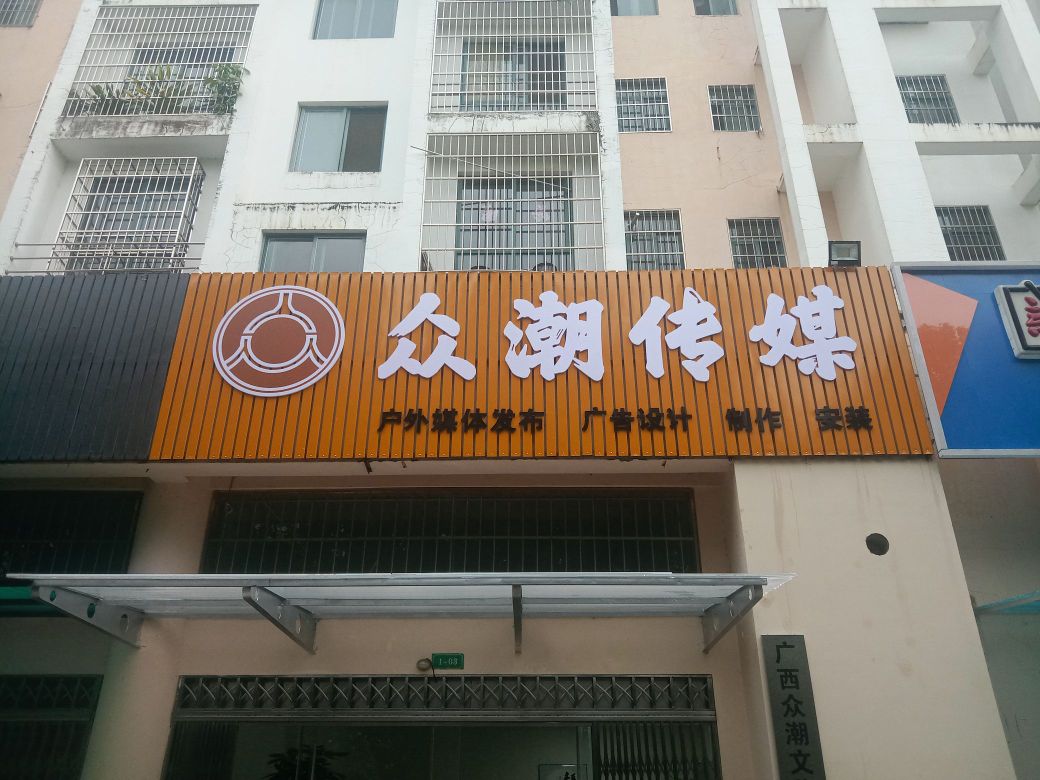 众潮传媒
户外媒体发布 广告设计 制作 安装
1-03
广西众潮文